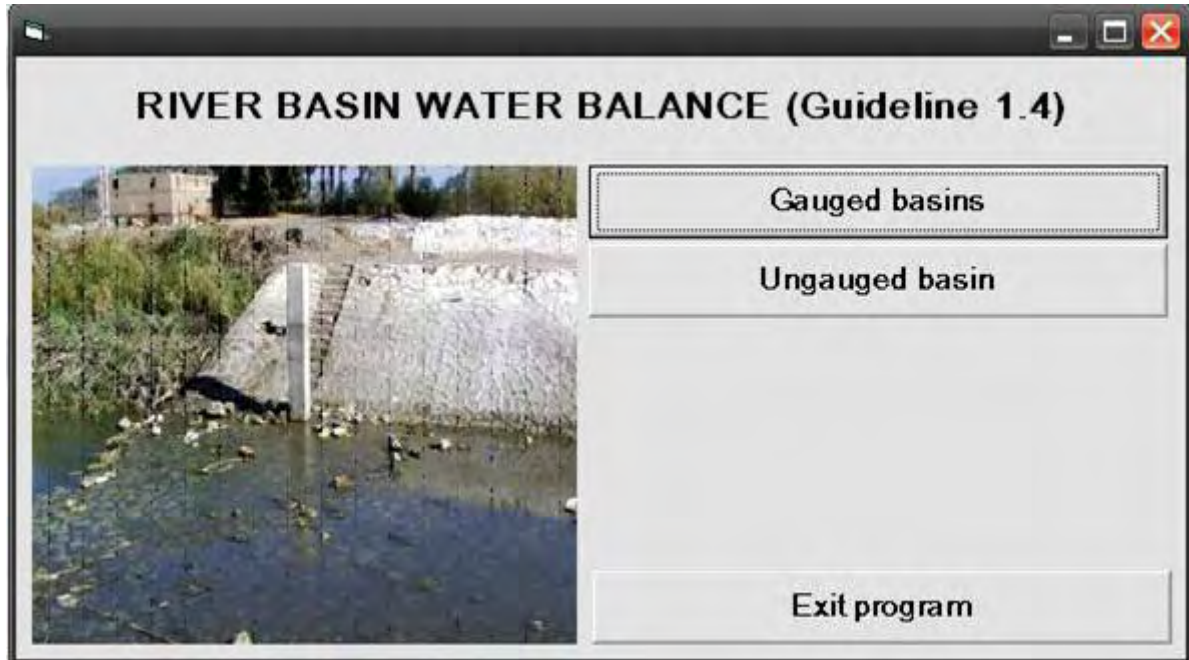 RIVER BASIN WATER BALANCE (Guideline 1.4)
Gauged basins
Ungauged basin
Exit program